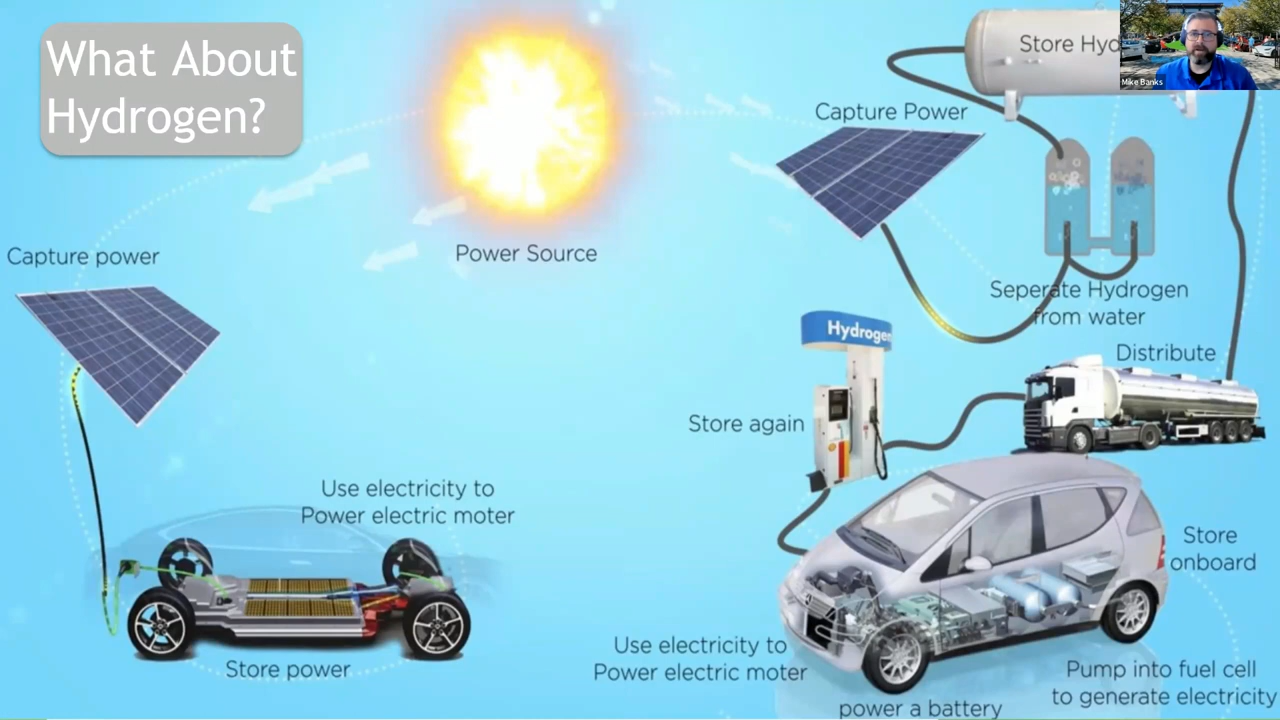 What About
Hydrogen?
Store Hyd
Mike Banks
Capture Power
Power Source
Capture power
Seperate Hydrogen
from water
Hydrogen
Distribute
Store again
Use electricity to
Power electric moter
Store
onboard
Store power
Use electricity to
Power electric moter
Pump into fuel cell
to generate electricity
power a battery